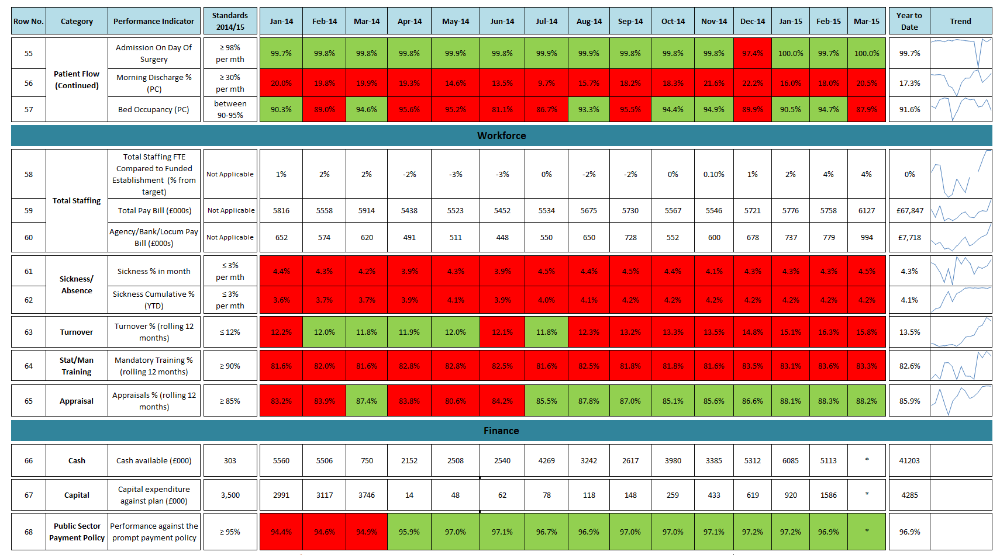 Row No. Category Performance Indicator Standards 2014/15 Jan-14 Feb-14 Mar-14 Apr-14 May-14 Jun-14 Jul-14 Aug-14 Sep-14 Oct-14 Nov-14 Dec-14 Jan-15 Feb-15 Mar-15 Year to Date Trend
Patient Flow (Continued)
55 Admission On Day Of Surgery ≥ 98% per mth 99.7% 99.8% 99.8% 99.8% 99.9% 99.8% 99.9% 99.9% 99.8% 99.8% 99.8% 97.4% 100.0% 99.7% 100.0% 99.7%
56 Morning Discharge % (PC) ≥ 30% per mth 20.0% 19.8% 19.9% 19.3% 14.6% 13.5% 9.7% 15.7% 18.2% 18.3% 21.6% 22.2% 16.0% 18.0% 20.5% 17.3%
57 Bed Occupancy (PC) between 90-95% 90.3% 89.0% 94.6% 95.6% 95.2% 81.1% 86.7% 93.3% 95.5% 94.4% 94.9% 89.9% 90.5% 94.7% 87.9% 91.6%
Workforce
Total Staffing
58 Total Staffing FTE Compared to Funded Establishment (% from target) Not Applicable 1% 2% 2% -2% -3% -3% 0% -2% -2% 0% 0.10% 1% 2% 4% 4% 0%
59 Total Pay Bill (£000s) Not Applicable 5816 5558 5914 5438 5523 5452 5534 5675 5730 5567 5546 5721 5776 5758 6127 £67,847
60 Agency/Bank/Locum Pay Bill (£000s) Not Applicable 652 574 620 491 511 448 550 650 728 552 600 678 737 779 994 £7,718
Sickness/ Absence
61 Sickness % in month ≤ 3% per mth 4.4% 4.3% 4.2% 3.9% 4.3% 3.9% 4.5% 4.4% 4.5% 4.4% 4.1% 4.3% 4.3% 4.3% 4.5% 4.3%
62 Sickness Cumulative % (YTD) ≤ 3% per mth 3.6% 3.7% 3.7% 3.9% 4.1% 3.9% 4.0% 4.1% 4.2% 4.2% 4.2% 4.2% 4.2% 4.2% 4.2% 4.1%
63 Turnover Turnover % (rolling 12 months) ≤ 12% 12.2% 12.0% 11.8% 11.9% 12.0% 12.1% 11.8% 12.3% 13.2% 13.3% 13.5% 14.8% 15.1% 16.3% 15.8% 13.5%
64 Stat/Man Training Mandatory Training % (rolling 12 months) ≥ 90% 81.6% 82.0% 81.6% 82.8% 82.8% 82.5% 81.6% 82.5% 81.8% 81.8% 81.6% 83.5% 83.1% 83.6% 83.3% 82.6%
65 Appraisal Appraisals % (rolling 12 months) ≥ 85% 83.2% 83.9% 87.4% 83.8% 80.6% 84.2% 85.5% 87.8% 87.0% 85.1% 85.6% 86.6% 88.1% 88.3% 88.2% 85.9%
Finance
66 Cash Cash available (£000) 303 5560 5506 750 2152 2508 2540 4269 3242 2617 3980 3385 5312 6085 5113 * 41203
67 Capital Capital expenditure against plan (£000) 3,500 2991 3117 3746 14 48 62 78 118 148 259 433 619 920 1586 * 4285
68 Public Sector Payment Policy Performance against the prompt payment policy ≥ 95% 94.4% 94.6% 94.9% 95.9% 97.0% 97.1% 96.7% 96.9% 97.0% 97.0% 97.1% 97.2% 97.2% 96.9% * 96.9%